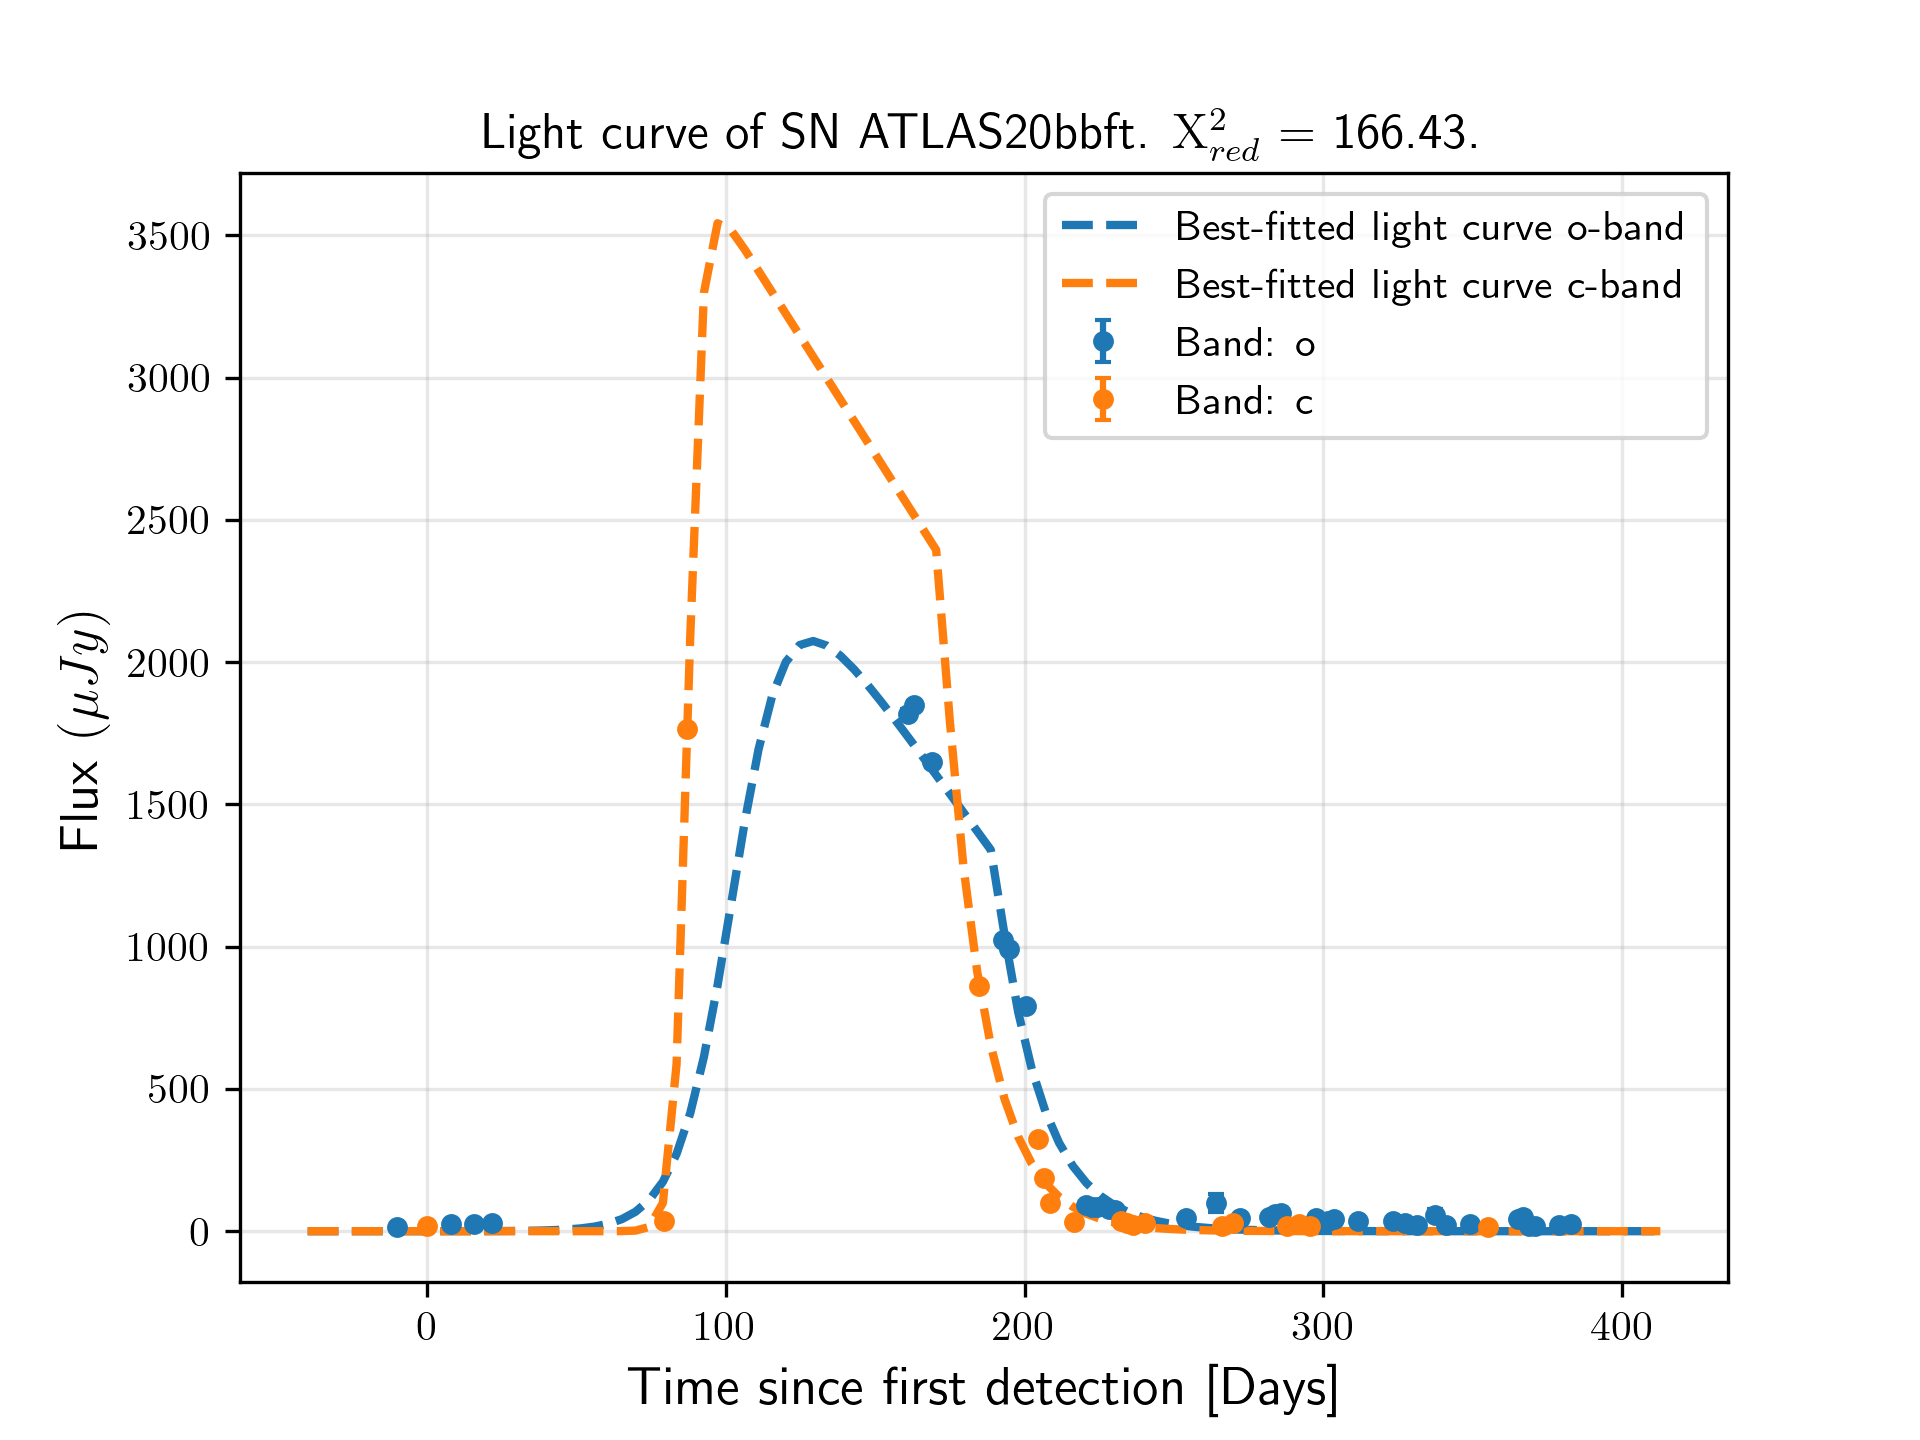 Light curve of SN ATLAS20bbft. X²_red = 166.43.
Best-fitted light curve o-band
Best-fitted light curve c-band
Band: o
Band: c
3500
3000
2500
2000
1500
1000
500
0
Flux (μJy)
0 100 200 300 400
Time since first detection [Days]